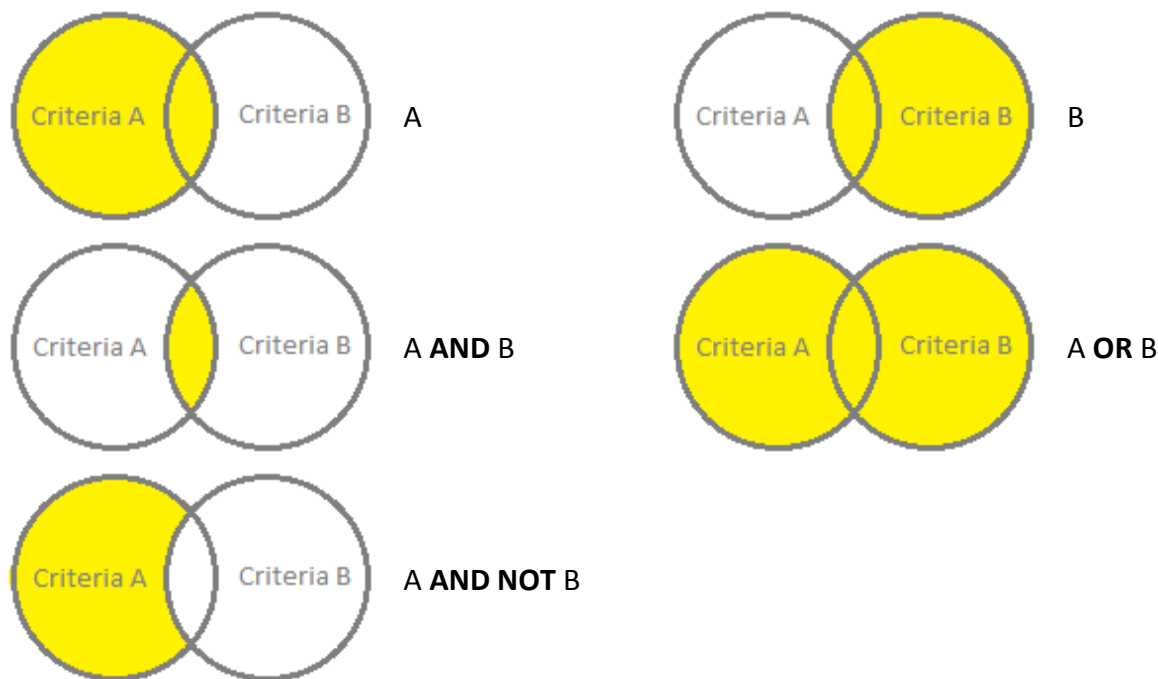 Criteria A Criteria B A
Criteria A Criteria B B
Criteria A Criteria B A AND B
Criteria A Criteria B A OR B
Criteria A Criteria B A AND NOT B